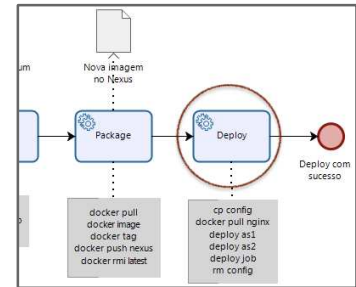 um
Nova imagem
no Nexus
Package
Deploy
Deploy com
sucesso
docker pull
docker image
docker tag
docker push nexus
docker rmi latest
cp config
docker pull nginx
deploy as1
deploy as2
deploy job
rm config